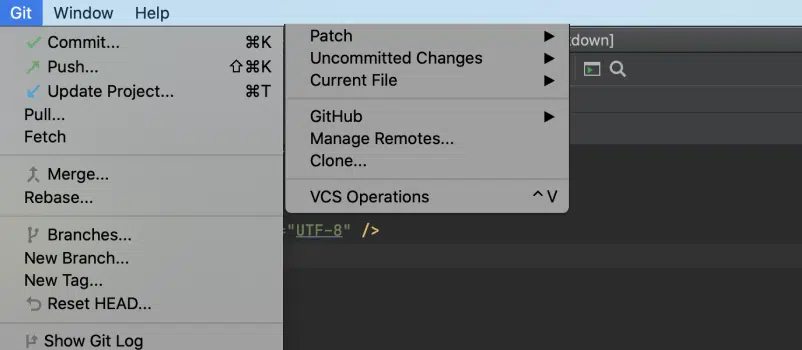 Git Window Help
Commit... ⌘K
Push... ⇧⌘K
Update Project... ⌘T
Pull...
Fetch
Merge...
Rebase...
Branches...
New Branch...
New Tag...
Reset HEAD...
Show Git Log
Patch ▶
Uncommitted Changes ▶
Current File ▶
GitHub ▶
Manage Remotes...
Clone...
VCS Operations ^V
down]
="UTF-8" />